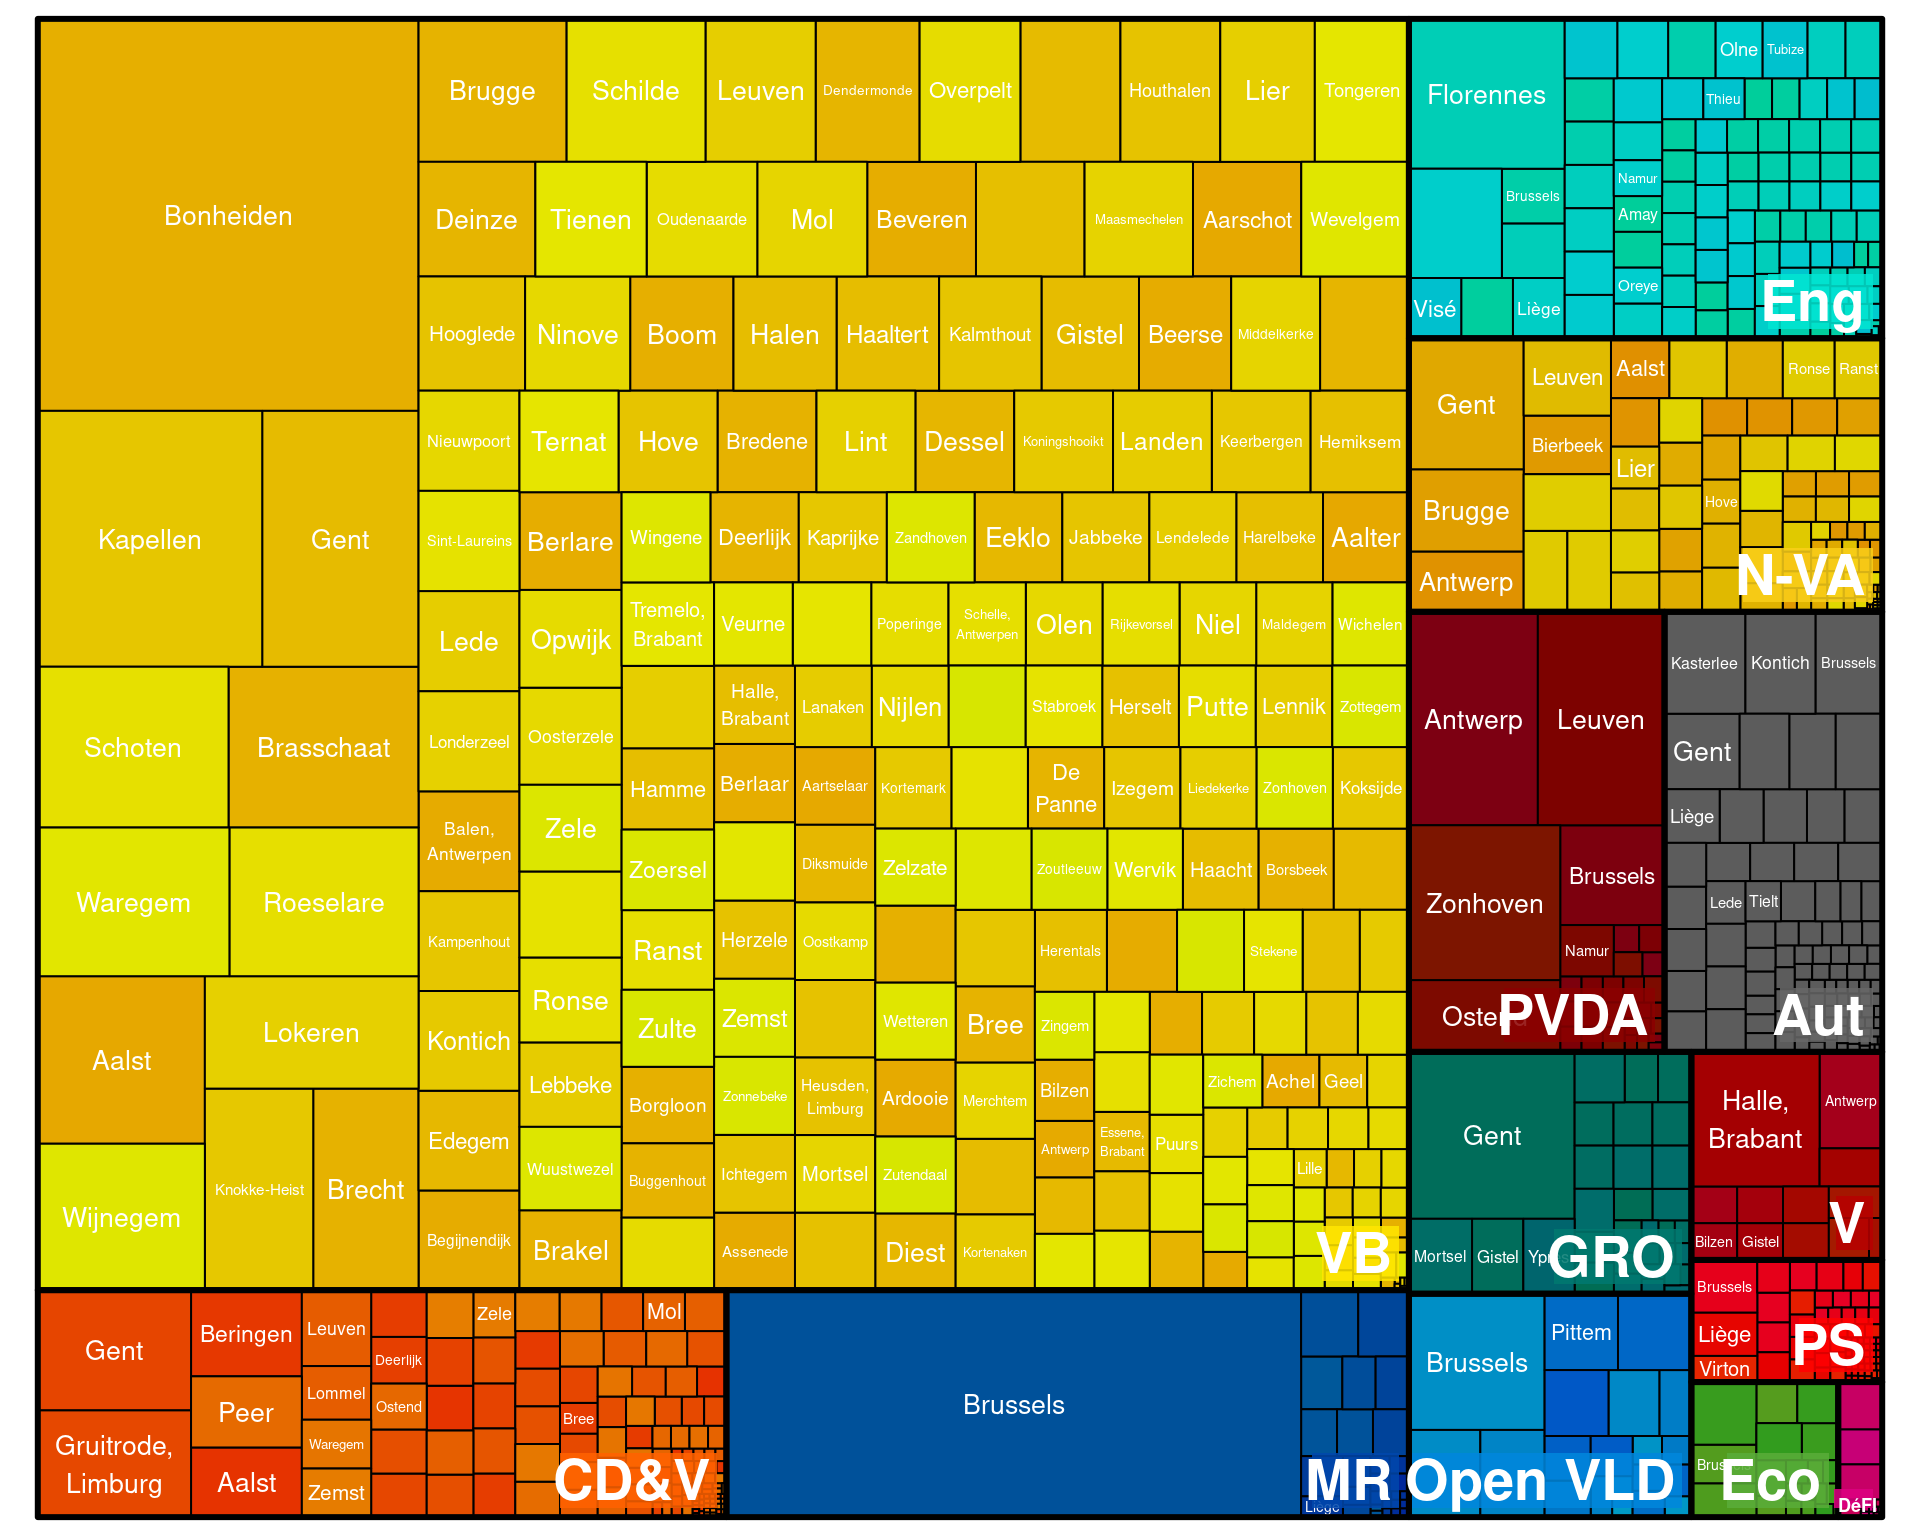 Bonheiden
Brugge
Schilde
Leuven
Dendermonde
Overpelt
Houthalen
Lier
Tongeren
Deinze
Tienen
Oudenaarde
Mol
Beveren
Maasmechelen
Aarschot
Wevelgem
Hooglede
Ninove
Boom
Halen
Haaltert
Kalmthout
Gistel
Beerse
Middelkerke
Kapellen
Gent
Nieuwpoort
Ternat
Hove
Bredene
Lint
Dessel
Koningshooikt
Landen
Keerbergen
Hemiksem
Sint-Laureins
Berlare
Wingene
Deerlijk
Kaprijke
Zandhoven
Eeklo
Jabbeke
Lendelede
Harelbeke
Aalter
Lede
Opwijk
Tremelo,
Brabant
Veurne
Poperinge
Schelle,
Antwerpen
Olen
Rijkevorsel
Niel
Maldegem
Wichelen
Schoten
Brasschaat
Londerzeel
Oosterzele
Halle,
Brabant
Lanaken
Nijlen
Stabroek
Herselt
Putte
Lennik
Zottegem
Hamme
Berlaar
Aartselaar
Kortemark
De
Panne
Izegem
Liedekerke
Zonhoven
Koksijde
Waregem
Roeselare
Balen,
Antwerpen
Zele
Zoersel
Diksmuide
Zelzate
Zoutleeuw
Wervik
Haacht
Borsbeek
Kampenhout
Ranst
Herzele
Oostkamp
Herentals
Stekene
Aalst
Lokeren
Kontich
Ronse
Zulte
Zemst
Wetteren
Bree
Zingem
Lebbeke
Borgloon
Zonnebeke
Heusden,
Limburg
Ardooie
Merchtem
Bilzen
Zichem
Achel
Geel
Wijnegem
Knokke-Heist
Brecht
Edegem
Wuustwezel
Buggenhout
Ichtegem
Mortsel
Zutendaal
Antwerp
Essene,
Brabant
Puurs
Lille
Begijnendijk
Brakel
Assenede
Diest
Kortenaken
VB
Florennes
Olne
Tubize
Thieu
Brussels
Namur
Amay
Oreye
Visé
Liège
Eng
Gent
Leuven
Aalst
Ronse
Ranst
Bierbeek
Lier
Brugge
Hove
Antwerp
N-VA
Antwerp
Leuven
Zonhoven
Brussels
Namur
PVDA
Kasterlee
Kontich
Brussels
Gent
Liège
Lede
Tielt
Aut
Gent
Mortsel
Gistel
GRO
Halle,
Brabant
Antwerp
Bilzen
Gistel
V
Brussels
Liège
Virton
PS
Gent
Beringen
Leuven
Deerlijk
Zele
Mol
Peer
Lommel
Ostend
Bree
Gruitrode,
Limburg
Aalst
Waregem
Zemst
CD&V
Brussels
Liège
MR
Brussels
Pittem
Open VLD
Eco
DéFI